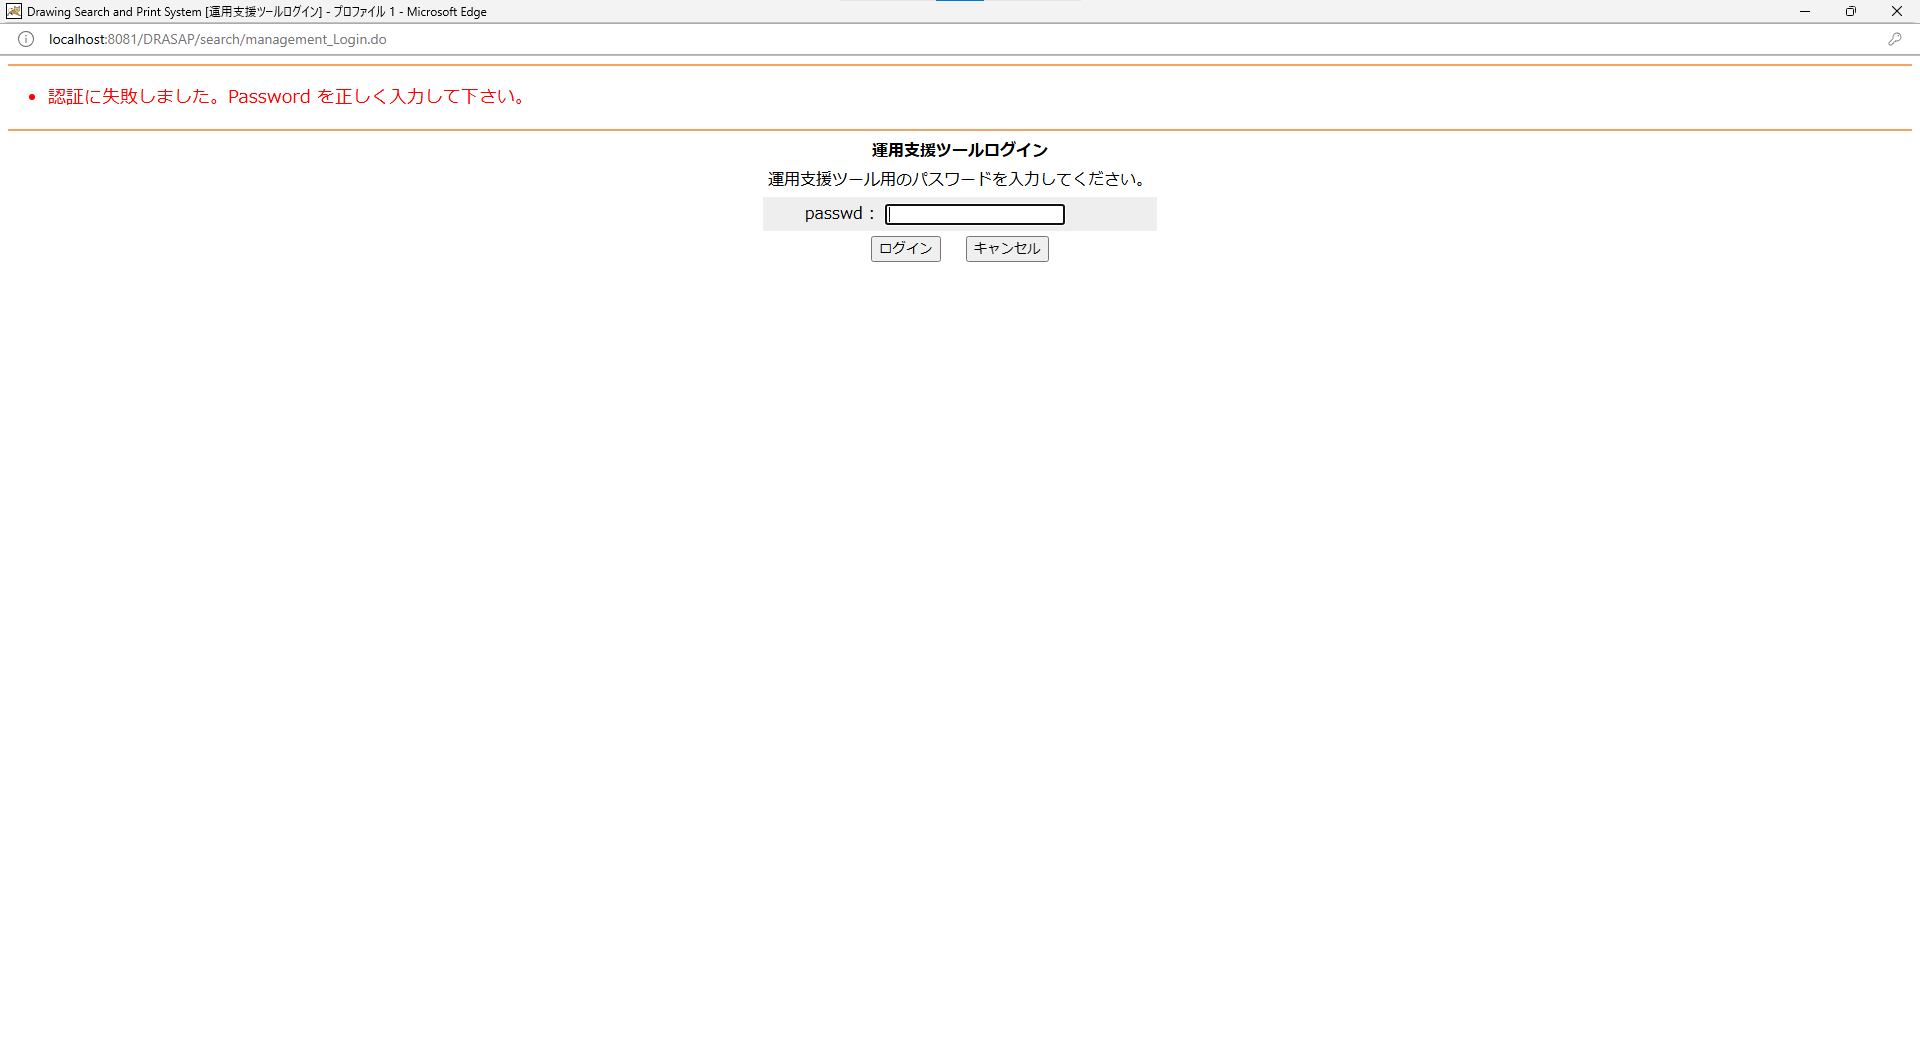 Drawing Search and Print System [運用支援ツールログイン] - プロファイル 1 - Microsoft Edge
localhost:8081/DRASAP/search/management_Login.do
• 認証に失敗しました。Password を正しく入力して下さい。
運用支援ツールログイン
運用支援ツール用のパスワードを入力してください。
passwd：
ログイン キャンセル